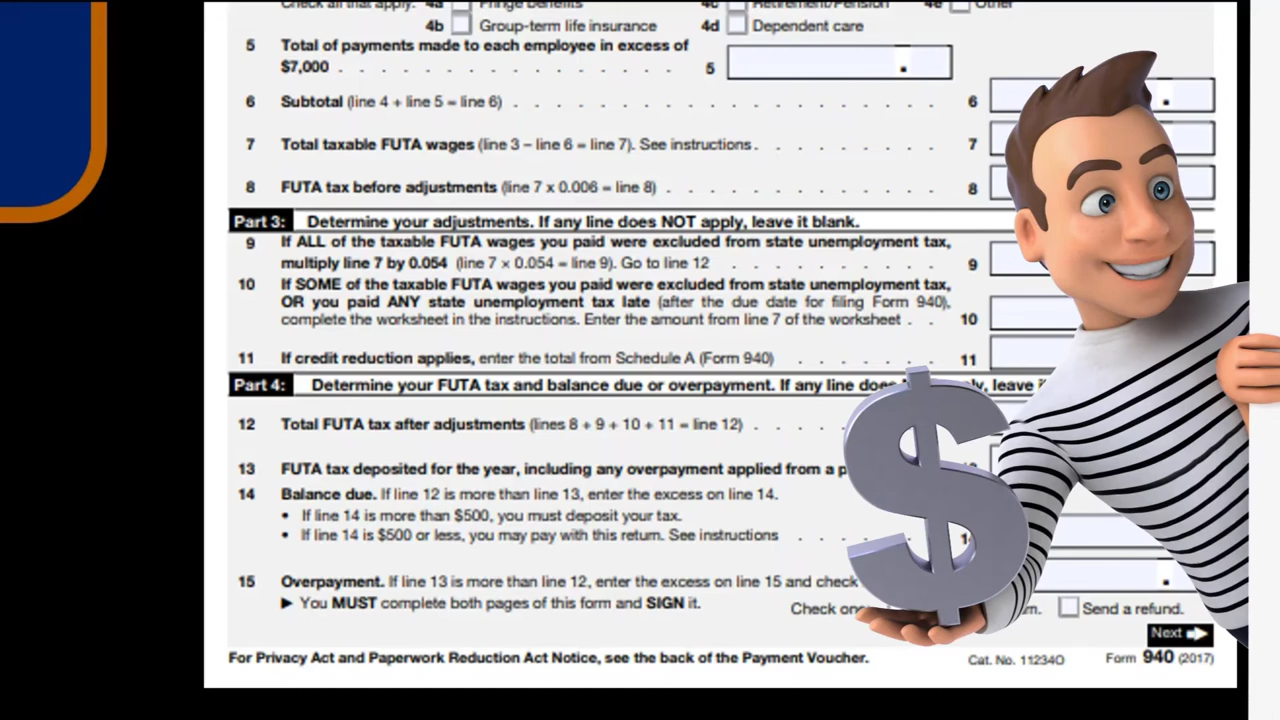 Check all that apply: 4a Fringe benefits 4c Retirement/Pension 4e Other
4b Group-term life insurance 4d Dependent care
5 Total of payments made to each employee in excess of
$7,000 . . . . . . . . . . . . . . . . 5 .
6 Subtotal (line 4 + line 5 = line 6) . . . . . . . . . . . . . . . . . . . . 6 .
7 Total taxable FUTA wages (line 3 – line 6 = line 7). See instructions . . . . . . . . . 7
8 FUTA tax before adjustments (line 7 x 0.006 = line 8) . . . . . . . . . . . . . 8
Part 3: Determine your adjustments. If any line does NOT apply, leave it blank.
9 If ALL of the taxable FUTA wages you paid were excluded from state unemployment tax,
multiply line 7 by 0.054 (line 7 × 0.054 = line 9). Go to line 12 . . . . . . . . . . 9
10 If SOME of the taxable FUTA wages you paid were excluded from state unemployment tax,
OR you paid ANY state unemployment tax late (after the due date for filing Form 940),
complete the worksheet in the instructions. Enter the amount from line 7 of the worksheet . . 10
11 If credit reduction applies, enter the total from Schedule A (Form 940) . . . . . . . 11
Part 4: Determine your FUTA tax and balance due or overpayment. If any line does leave
12 Total FUTA tax after adjustments (lines 8 + 9 + 10 + 11 = line 12) . . . .
13 FUTA tax deposited for the year, including any overpayment applied from a
14 Balance due. If line 12 is more than line 13, enter the excess on line 14.
• If line 14 is more than $500, you must deposit your tax.
• If line 14 is $500 or less, you may pay with this return. See instructions . . .
15 Overpayment. If line 13 is more than line 12, enter the excess on line 15 and check .
▶ You MUST complete both pages of this form and SIGN it. Check Send a refund.
Next
For Privacy Act and Paperwork Reduction Act Notice, see the back of the Payment Voucher. Cat. No. 11234O Form 940 (2017)